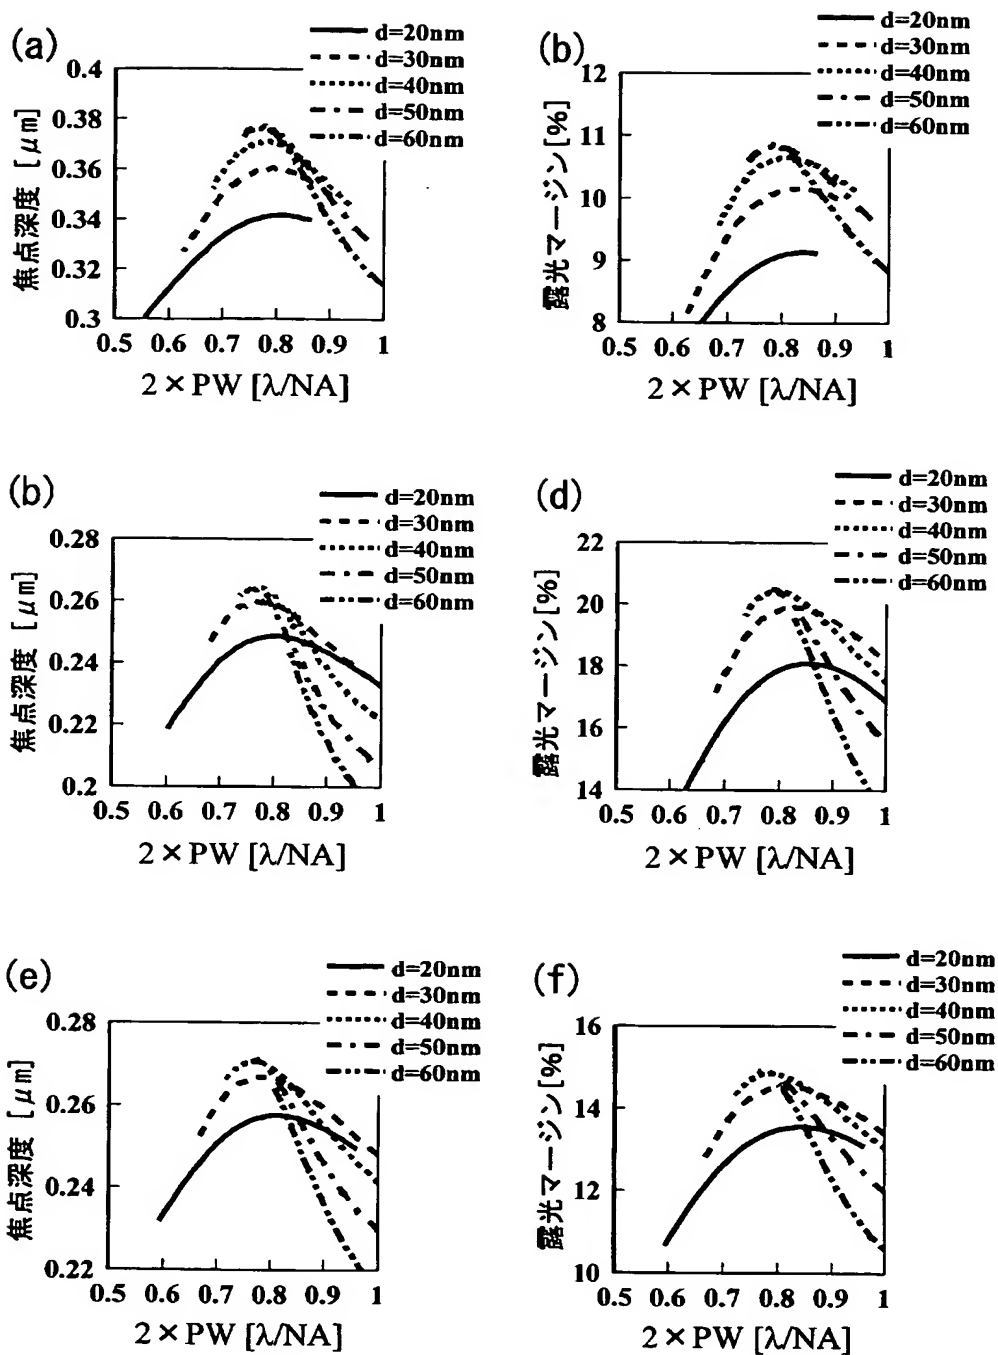 (a)
d=20nm
d=30nm
d=40nm
d=50nm
d=60nm
焦点深度 [μm]
0.4
0.38
0.36
0.34
0.32
0.3
0.5 0.6 0.7 0.8 0.9 1
2×PW [λ/NA]
(b)
d=20nm
d=30nm
d=40nm
d=50nm
d=60nm
露光マージン[%]
12
11
10
9
8
0.5 0.6 0.7 0.8 0.9 1
2×PW [λ/NA]
(b)
d=20nm
d=30nm
d=40nm
d=50nm
d=60nm
焦点深度 [μm]
0.28
0.26
0.24
0.22
0.2
0.5 0.6 0.7 0.8 0.9 1
2×PW [λ/NA]
(d)
d=20nm
d=30nm
d=40nm
d=50nm
d=60nm
露光マージン[%]
22
20
18
16
14
0.5 0.6 0.7 0.8 0.9 1
2×PW [λ/NA]
(e)
d=20nm
d=30nm
d=40nm
d=50nm
d=60nm
焦点深度 [μm]
0.28
0.26
0.24
0.22
0.5 0.6 0.7 0.8 0.9 1
2×PW [λ/NA]
(f)
d=20nm
d=30nm
d=40nm
d=50nm
d=60nm
露光マージン[%]
16
14
12
10
0.5 0.6 0.7 0.8 0.9 1
2×PW [λ/NA]